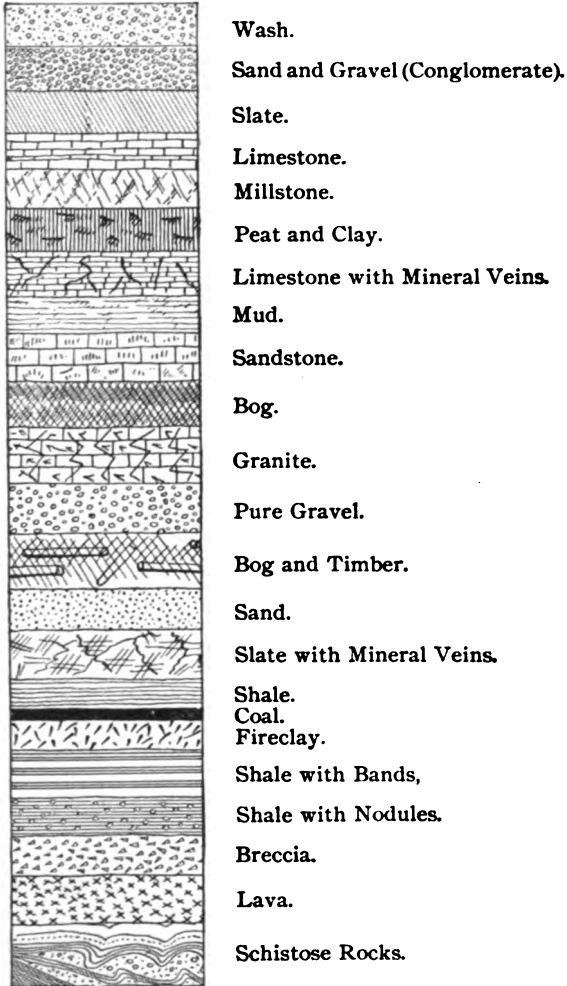 Wash.
Sand and Gravel (Conglomerate).
Slate.
Limestone.
Millstone.
Peat and Clay.
Limestone with Mineral Veins.
Mud.
Sandstone.
Bog.
Granite.
Pure Gravel.
Bog and Timber.
Sand.
Slate with Mineral Veins.
Shale.
Coal.
Fireclay.
Shale with Bands,
Shale with Nodules.
Breccia.
Lava.
Schistose Rocks.